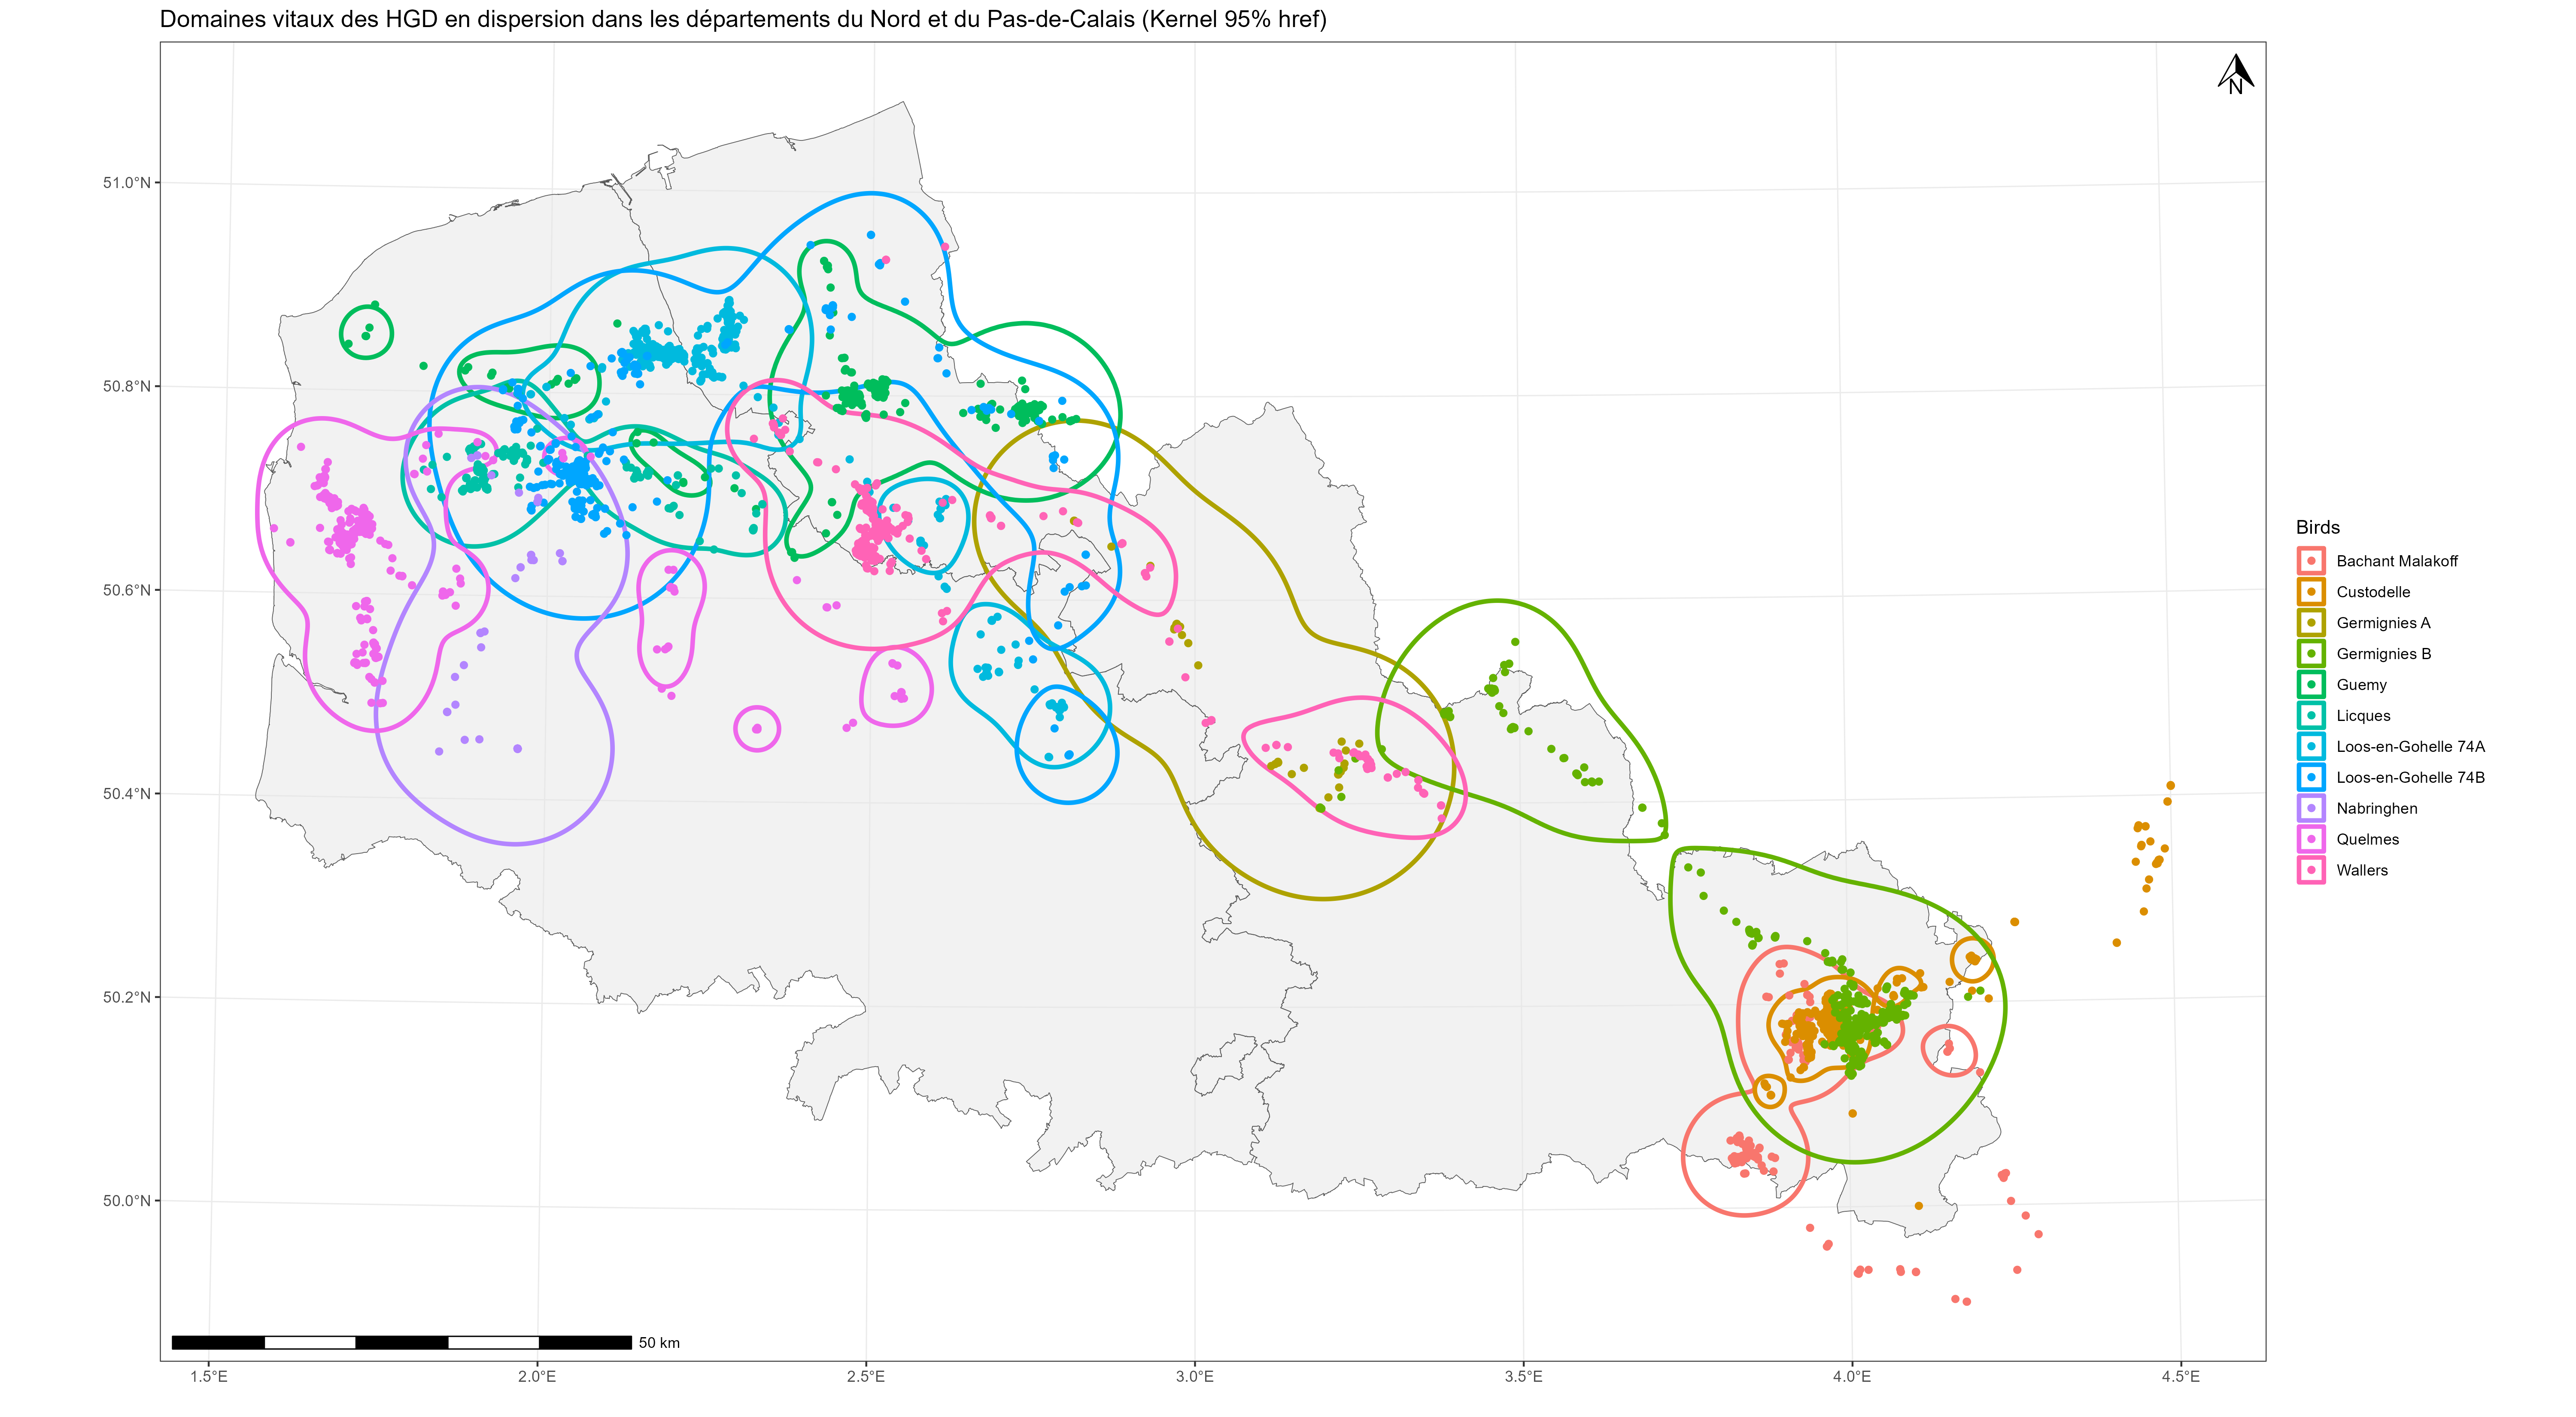 Domaines vitaux des HGD en dispersion dans les départements du Nord et du Pas-de-Calais (Kernel 95% href)
N
51.0°N
50.8°N
50.6°N
50.4°N
50.2°N
50.0°N
50 km
1.5°E
2.0°E
2.5°E
3.0°E
3.5°E
4.0°E
4.5°E
Birds
Bachant Malakoff
Custodelle
Germignies A
Germignies B
Guemy
Licques
Loos-en-Gohelle 74A
Loos-en-Gohelle 74B
Nabringhen
Quelmes
Wallers